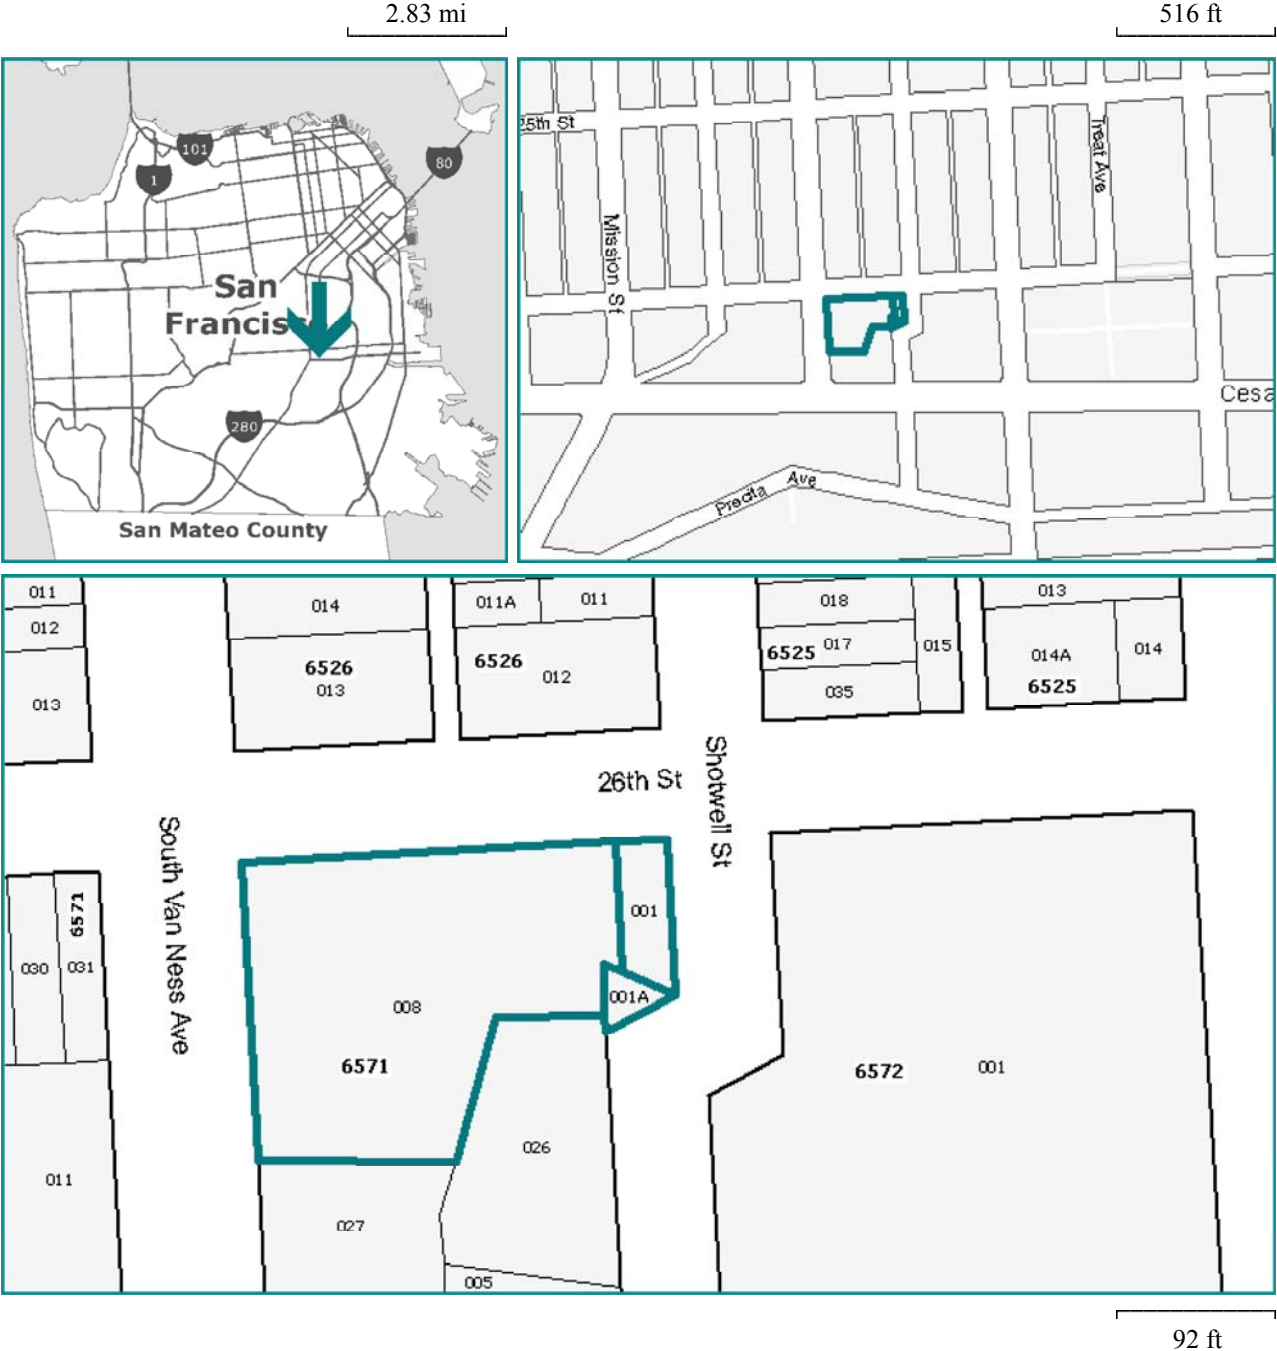 2.83 mi
516 ft
101
1
80
San
Francis
280
San Mateo County
25th St
Mission St
Treat Ave
Cesa
Precita Ave
011
012
013
014
6526
013
011A
011
6526
012
018
6525
017
015
035
013
014A
014
6525
26th St
Shotwell St
South Van Ness Ave
6571
030
031
011
001
001A
008
6571
026
027
005
6572
001
92 ft